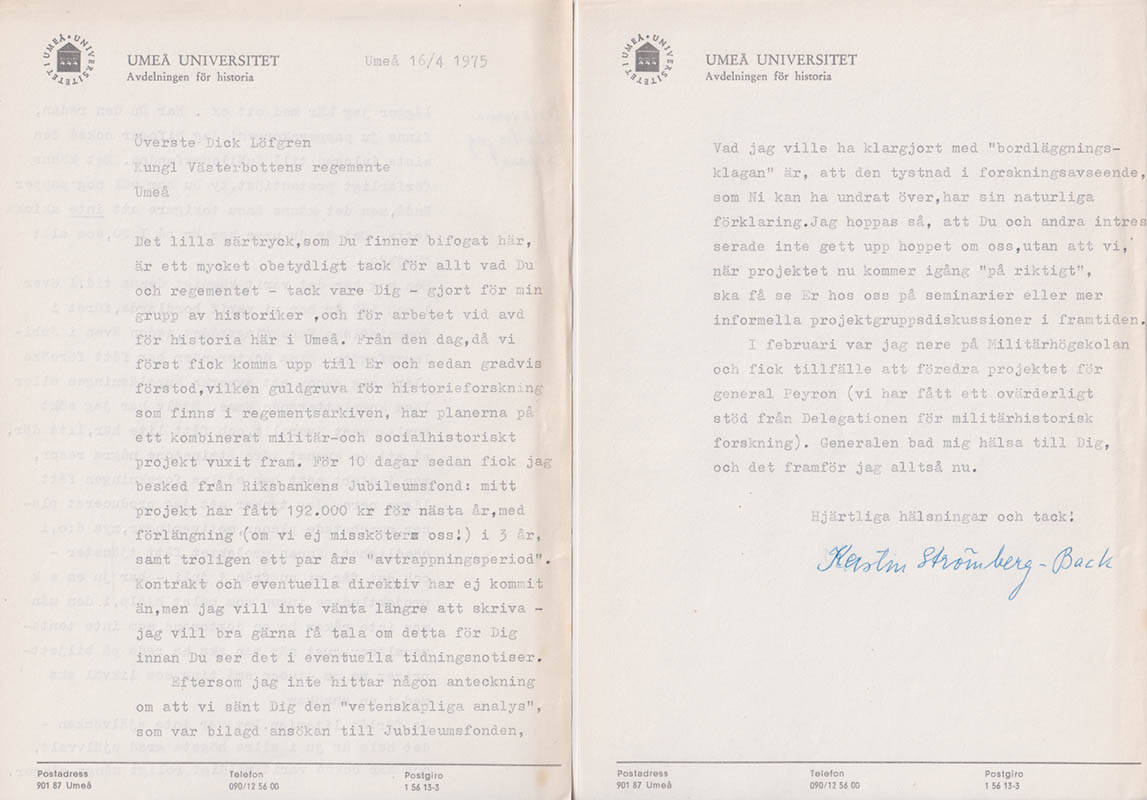 UMEÅ UNIVERSITET
Avdelningen för historia
Umeå 16/4 1975
Överste Dick Löfgren
Kungl Västerbottens regemente
Umeå
Det lilla särtryck,som Du finner bifogat här,
är ett mycket obetydligt tack för allt vad Du
och regementet - tack vare Dig - gjort för min
grupp av historiker ,och för arbetet vid avd
för historia här i Umeå. Från den dag,då vi
först fick komma upp till Er och sedan gradvis
förstod,vilken guldgruva för historieforskning
som finns i regementsarkiven, har planerna på
ett kombinerat militär-och socialhistoriskt
projekt vuxit fram. För 10 dagar sedan fick jag
besked från Riksbankens Jubileumsfond: mitt
projekt har fått 192.000 kr för nästa år,med
förlängning (om vi ej missköter oss!) i 3 år,
samt troligen ett par års "avtrappningsperiod".
Kontrakt och eventuella direktiv har ej kommit
än,men jag vill inte vänta längre att skriva -
jag vill bra gärna få tala om detta för Dig
innan Du ser det i eventuella tidningsnotiser.
Eftersom jag inte hittar någon anteckning
om att vi sänt Dig den "vetenskapliga analys",
som var bilagd ansökan till Jubileumsfonden,
Postadress
901 87 Umeå
Telefon
090/12 56 00
Postgiro
1 56 13-3
UMEÅ UNIVERSITET
Avdelningen för historia
Vad jag ville ha klargjort med "bordläggnings-
klagan" är, att den tystnad i forskningsavseende,
som Ni kan ha undrat över,har sin naturliga
förklaring.Jag hoppas så, att Du och andra intres
serade inte gett upp hoppet om oss,utan att vi,
när projektet nu kommer igång "på riktigt",
ska få se Er hos oss på seminarier eller mer
informella projektgruppsdiskussioner i framtiden.
I februari var jag nere på Militärhögskolan
och fick tillfälle att föredra projektet för
general Peyron (vi har fått ett ovärderligt
stöd från Delegationen för militärhistorisk
forskning). Generalen bad mig hälsa till Dig,
och det framför jag alltså nu.
Hjärtliga hälsningar och tack!
Kerstin Strömberg-Back
Postadress
901 87 Umeå
Telefon
090/12 56 00
Postgiro
1 56 13-3